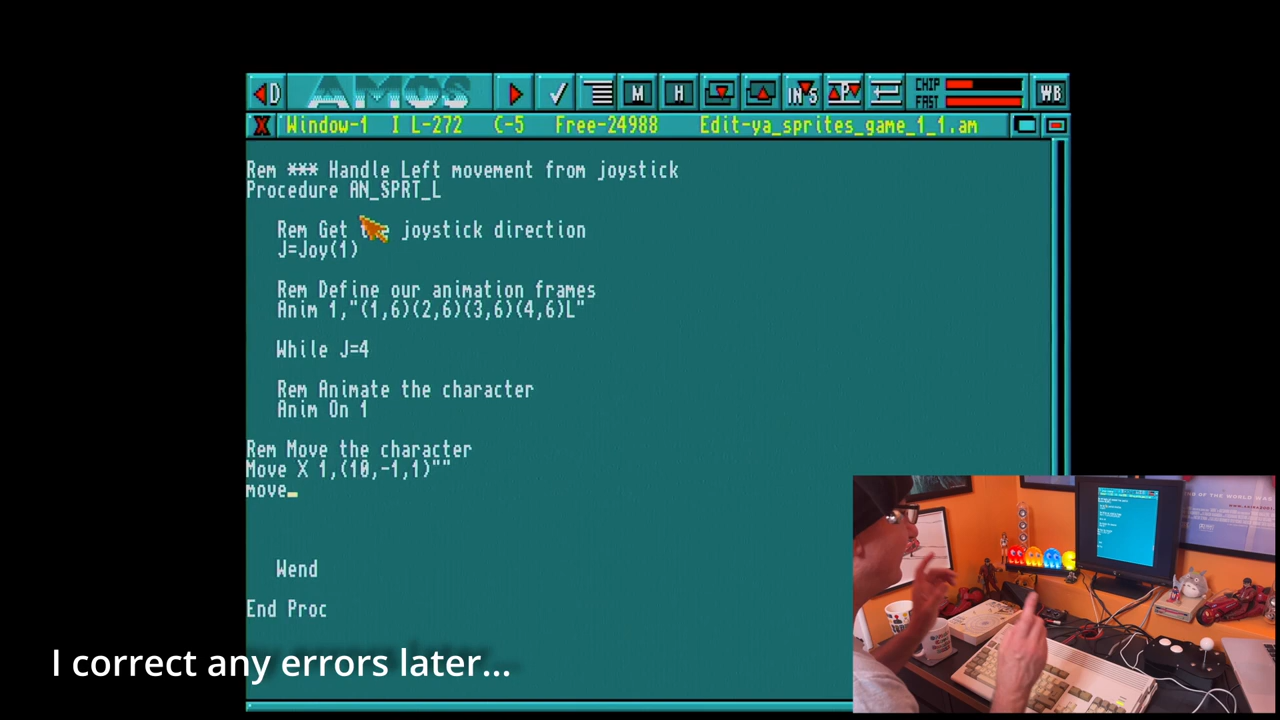 AMOS
D
M
H
INS
P
CHIP
FAST
WB
X Window-1 I L-272 C-5 Free-24988 Edit-ya_sprites_game_1_1.am
Rem *** Handle Left movement from joystick
Procedure AN_SPRT_L
Rem Get the joystick direction
J=Joy(1)
Rem Define our animation frames
Anim 1,"(1,6)(2,6)(3,6)(4,6)L"
While J=4
Rem Animate the character
Anim On 1
Rem Move the character
Move X 1,(10,-1,1)""
move
Wend
End Proc
I correct any errors later...